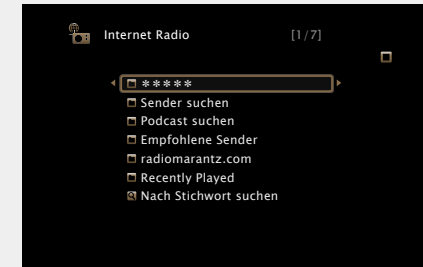 Internet Radio [1/7]
*****
Sender suchen
Podcast suchen
Empfohlene Sender
radiomarantz.com
Recently Played
Nach Stichwort suchen